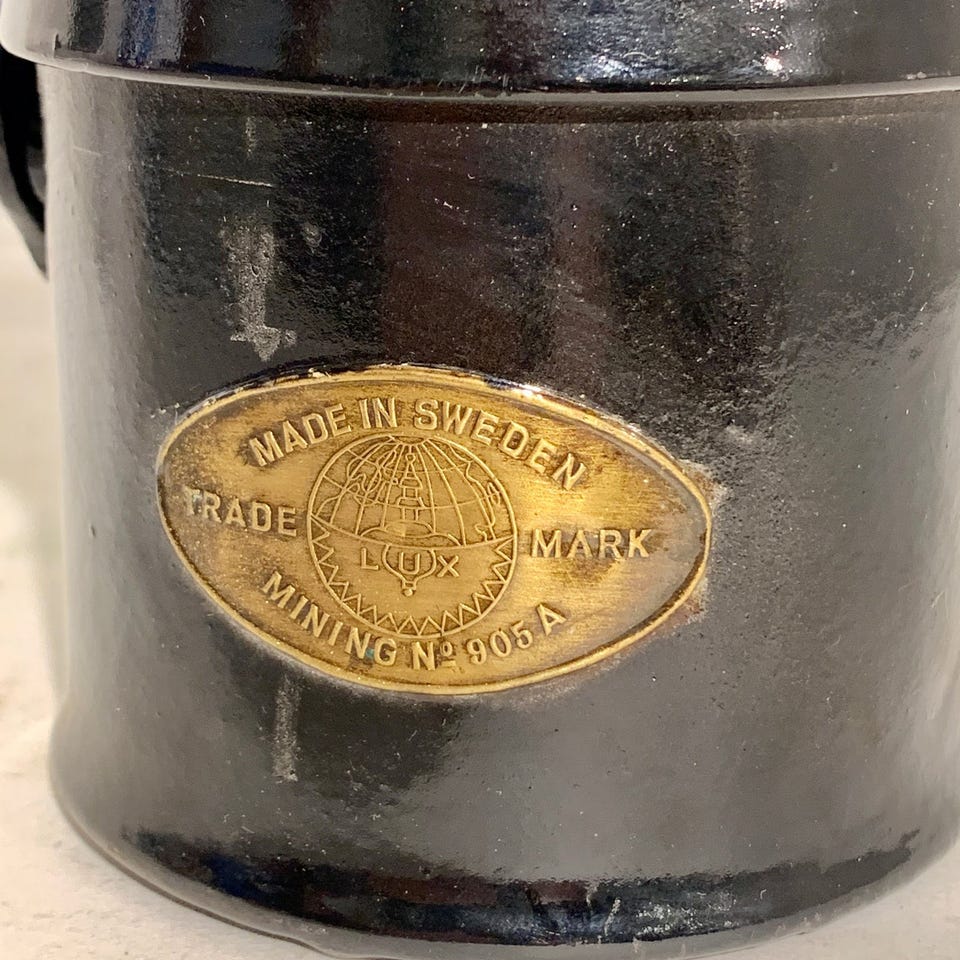 MADE IN SWEDEN
TRADE MARK
LUX
MINING Nº 905 A